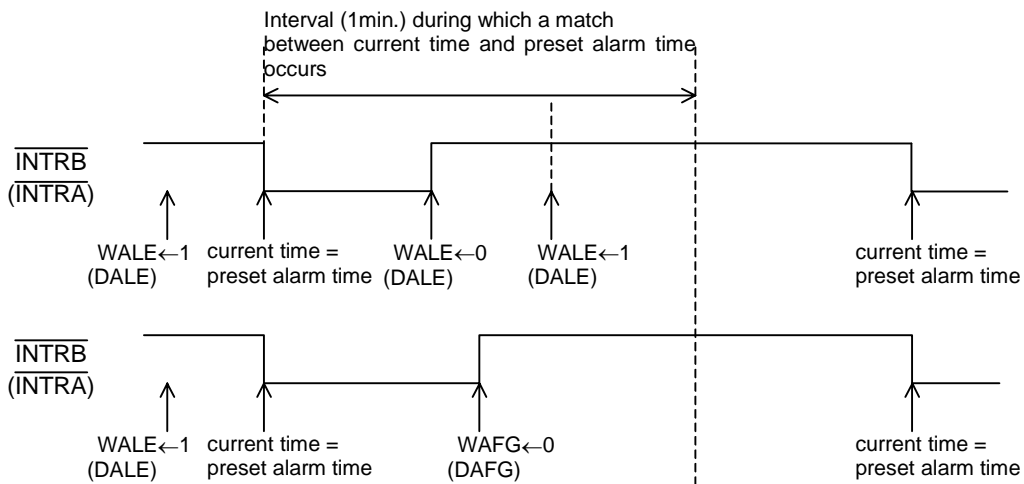 Interval (1min.) during which a match
between current time and preset alarm time
occurs
INTRB
(INTRA)
WALE←1
(DALE)
current time =
preset alarm time
WALE←0
(DALE)
WALE←1
(DALE)
current time =
preset alarm time
INTRB
(INTRA)
WALE←1
(DALE)
current time =
preset alarm time
WAFG←0
(DAFG)
current time =
preset alarm time